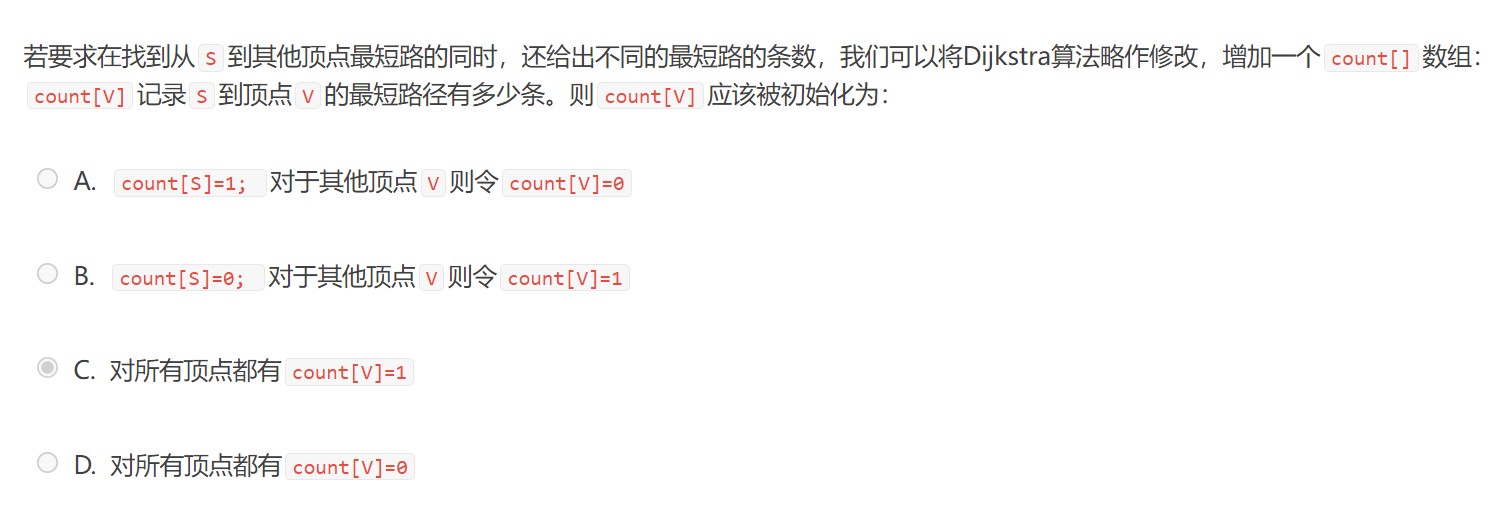 若要求在找到从 S 到其他顶点最短路的同时，还给出不同的最短路的条数，我们可以将Dijkstra算法略作修改，增加一个 count[] 数组：
count[V] 记录 S 到顶点 V 的最短路径有多少条。则 count[V] 应该被初始化为：
A. count[S]=1; 对于其他顶点 V 则令 count[V]=0
B. count[S]=0; 对于其他顶点 V 则令 count[V]=1
C. 对所有顶点都有 count[V]=1
D. 对所有顶点都有 count[V]=0